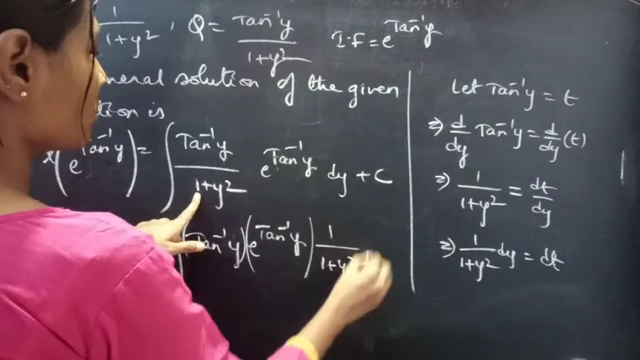 1/(1+y²), Q = Tan⁻¹y/(1+y²) I.F = e^(Tan⁻¹y)
solution of the given
is
x(e^(Tan⁻¹y)) = ∫ Tan⁻¹y/(1+y²) e^(Tan⁻¹y) dy + C
(Tan⁻¹y)(e^(Tan⁻¹y)) 1/(1+y²)
Let Tan⁻¹y = t
⇒ d/dy Tan⁻¹y = d/dy (t)
⇒ 1/(1+y²) = dt/dy
⇒ 1/(1+y²) dy = dt